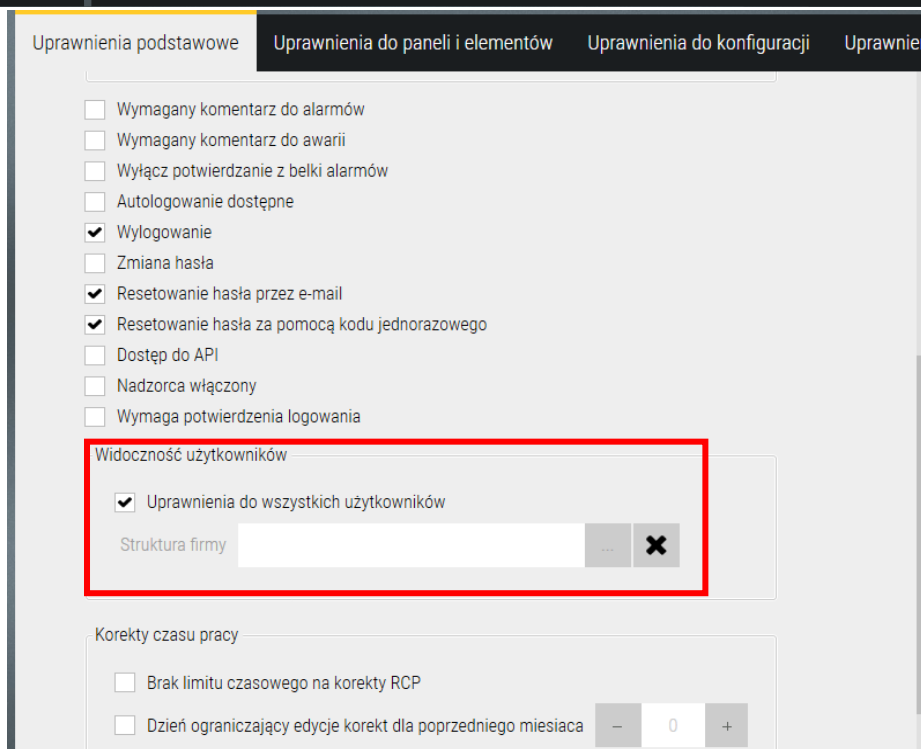 Uprawnienia podstawowe Uprawnienia do paneli i elementów Uprawnienia do konfiguracji
Wymagany komentarz do alarmów
Wymagany komentarz do awarii
Wyłącz potwierdzanie z belki alarmów
Autologowanie dostępne
Wylogowanie
Zmiana hasła
Resetowanie hasła przez e-mail
Resetowanie hasła za pomocą kodu jednorazowego
Dostęp do API
Nadzorca włączony
Wymaga potwierdzenia logowania
Widoczność użytkowników
Uprawnienia do wszystkich użytkowników
Struktura firmy ...
Korekty czasu pracy
Brak limitu czasowego na korekty RCP
Dzień ograniczający edycje korekt dla poprzedniego miesiaca - 0 +